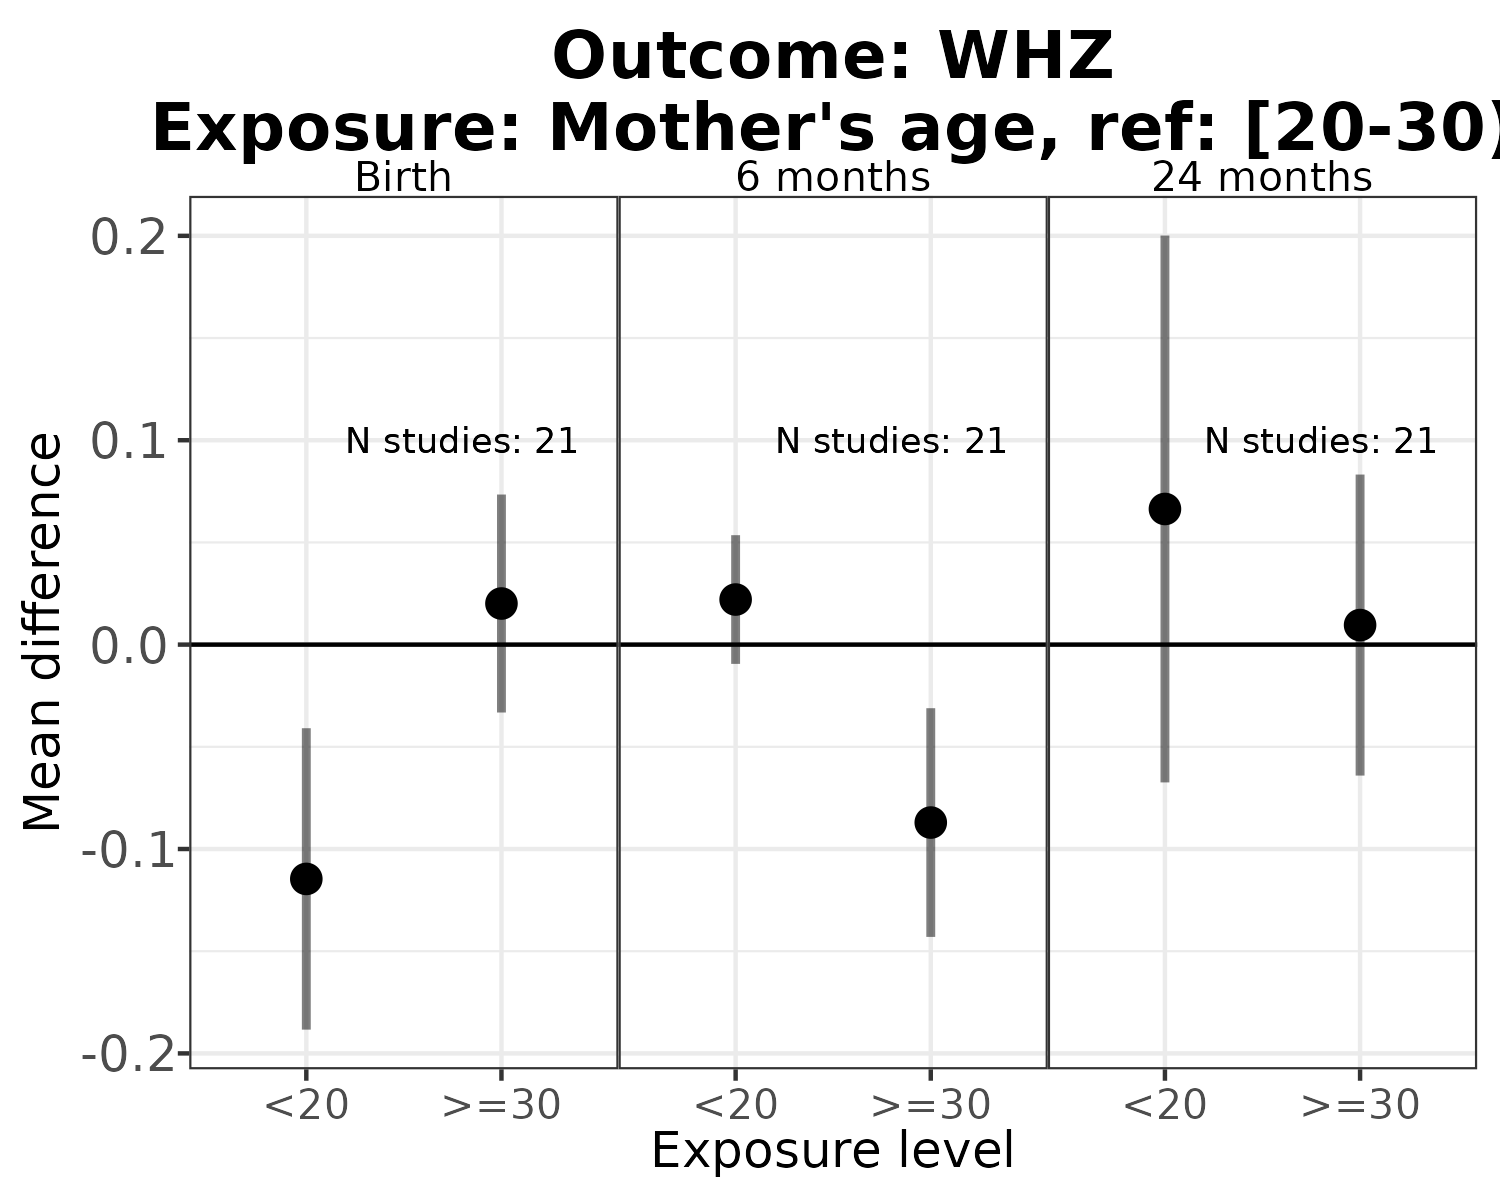 Outcome: WHZ
Exposure: Mother's age, ref: [20-30)
Birth 6 months 24 months
0.2
0.1
0.0
-0.1
-0.2
Mean difference
N studies: 21 N studies: 21 N studies: 21
<20 >=30 <20 >=30 <20 >=30
Exposure level